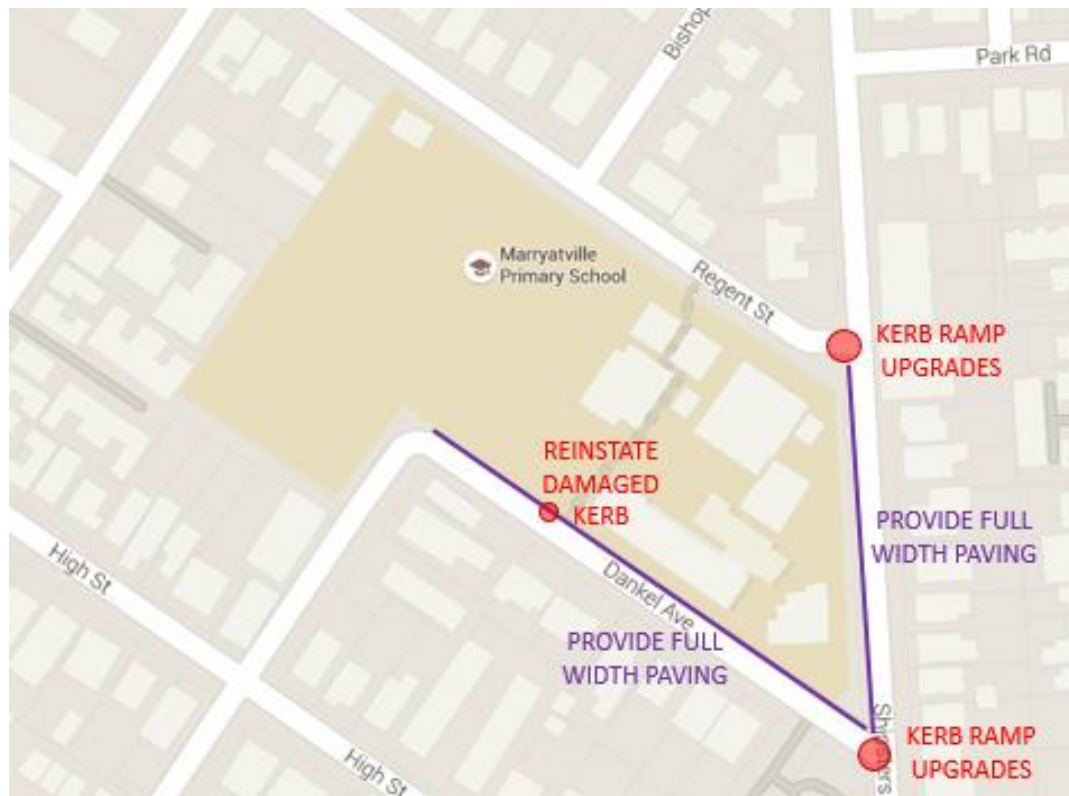 Bishop
Park Rd
Marryatville
Primary School
Regent St
KERB RAMP
UPGRADES
REINSTATE
DAMAGED
KERB
PROVIDE FULL
WIDTH PAVING
High St
Dankel Ave
PROVIDE FULL
WIDTH PAVING
KERB RAMP
UPGRADES
High St